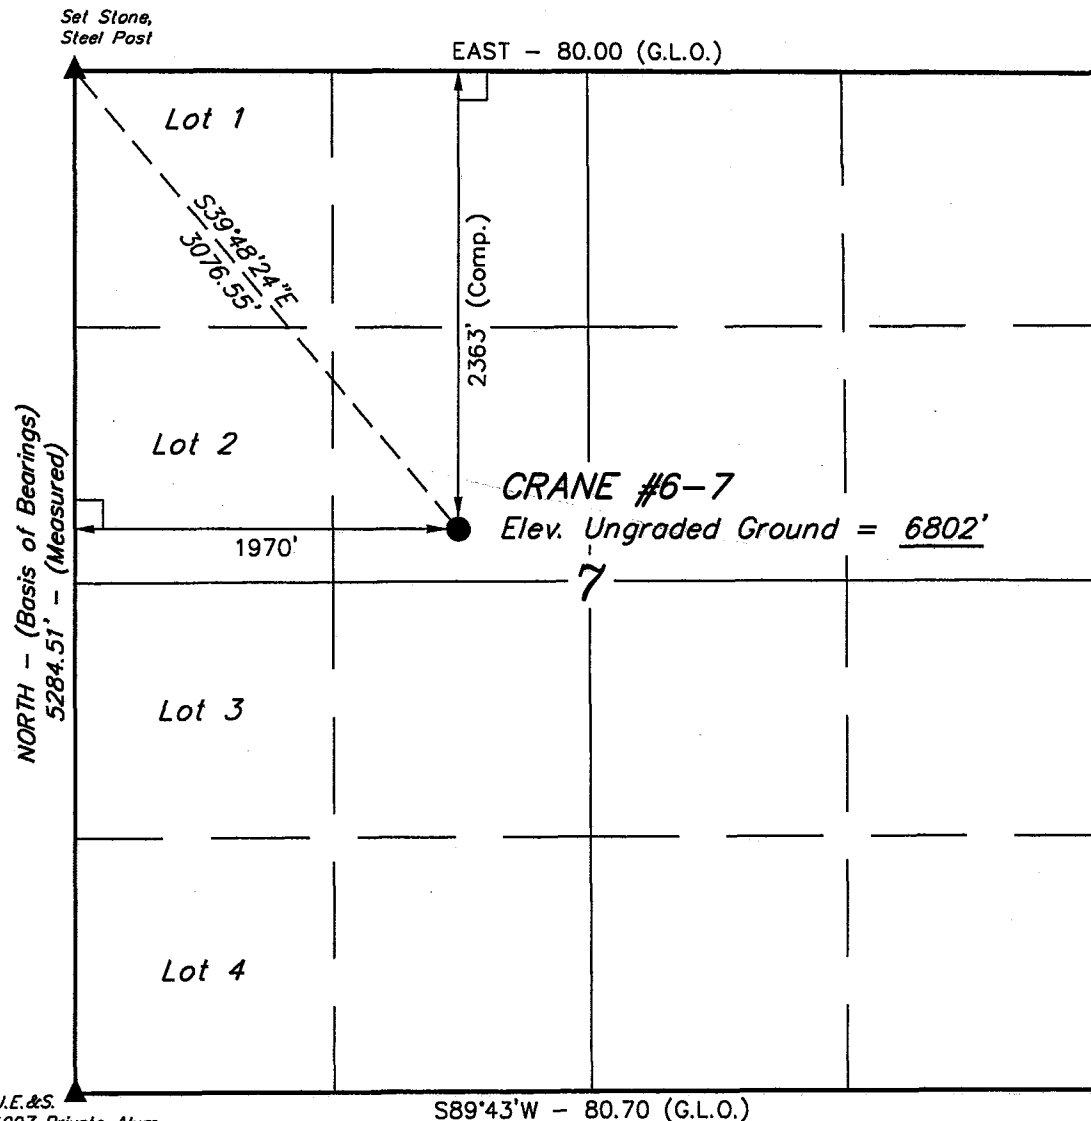 Set Stone,
Steel Post
EAST - 80.00 (G.L.O.)
Lot 1
S39°48'24"E
3076.55'
2363' (Comp.)
Lot 2
NORTH - (Basis of Bearings)
5284.51' - (Measured)
CRANE #6-7
Elev. Ungraded Ground = 6802'
1970'
7
Lot 3
Lot 4
S89°43'W - 80.70 (G.L.O.)
.E.&S.
Private Alum